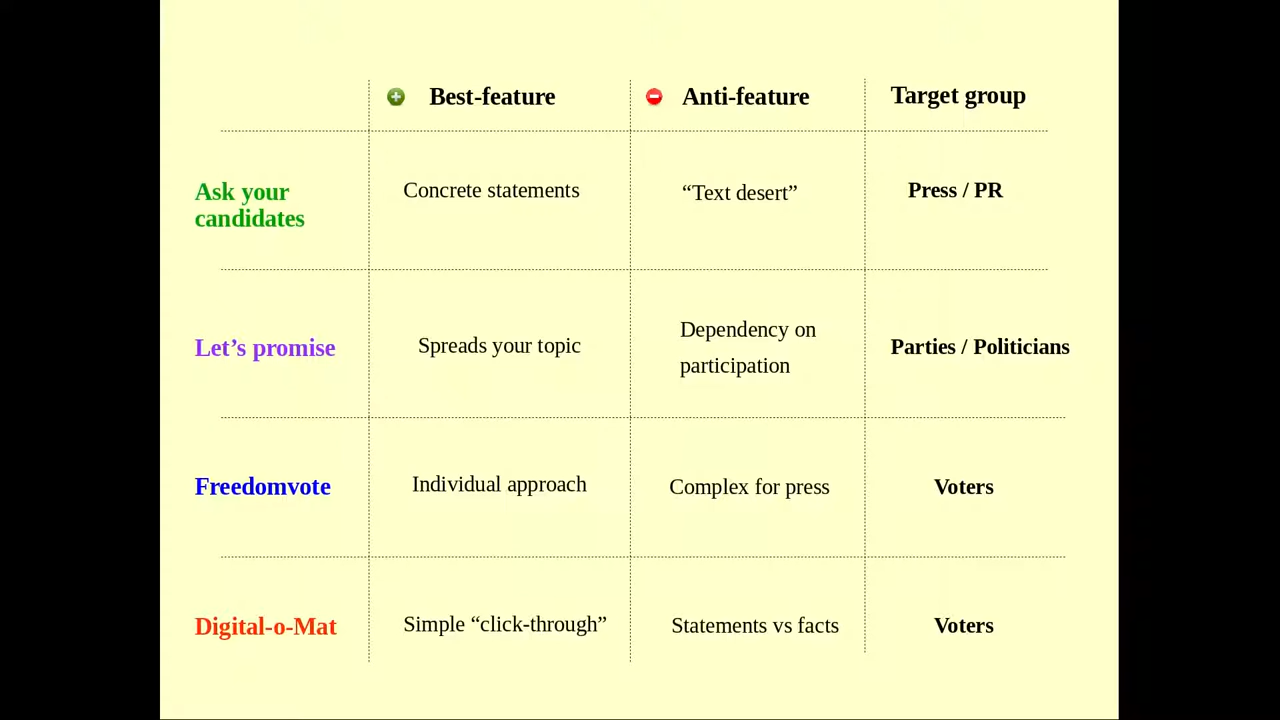 Best-feature
Anti-feature
Target group
Ask your
candidates
Concrete statements
“Text desert”
Press / PR
Let’s promise
Spreads your topic
Dependency on
participation
Parties / Politicians
Freedomvote
Individual approach
Complex for press
Voters
Digital-o-Mat
Simple “click-through”
Statements vs facts
Voters